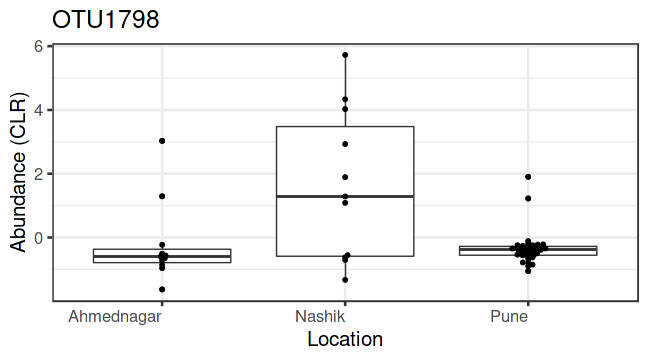 OTU1798
Abundance (CLR)
6
4
2
0
Ahmednagar
Nashik
Pune
Location